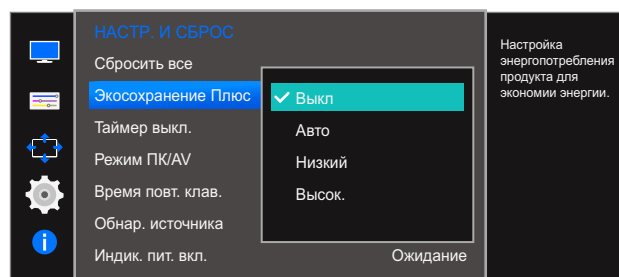 НАСТР. И СБРОС
Сбросить все
Экосохранение Плюс
Таймер выкл.
Режим ПК/AV
Время повт. клав.
Обнар. источника
Индик. пит. вкл.
Ожидание
Выкл
Авто
Низкий
Высок.
Настройка
энергопотребления
продукта для
экономии энергии.